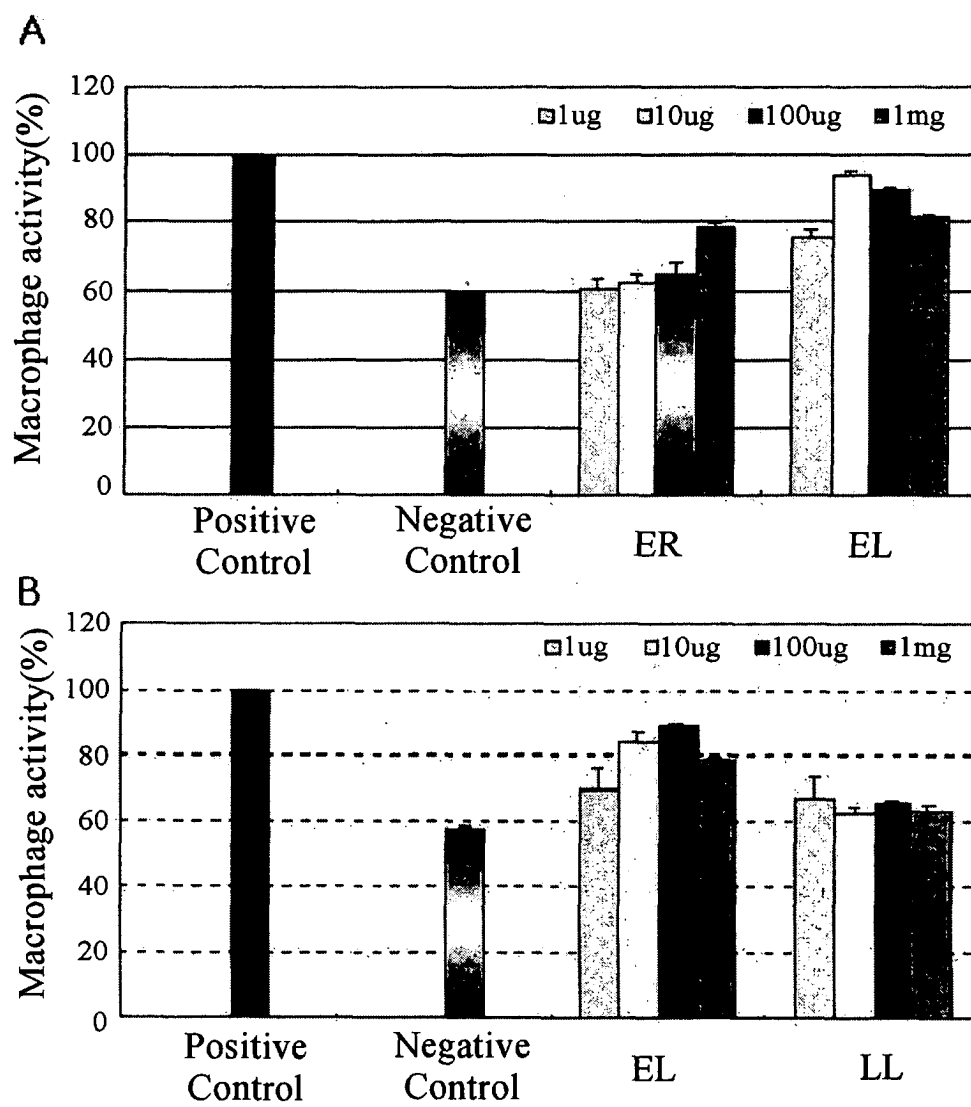 A
Macrophage activity(%)
120
100
80
60
40
20
0
1ug 10ug 100ug 1mg
Positive Control
Negative Control
ER
EL
B
Macrophage activity(%)
120
100
80
60
40
20
0
1ug 10ug 100ug 1mg
Positive Control
Negative Control
EL
LL